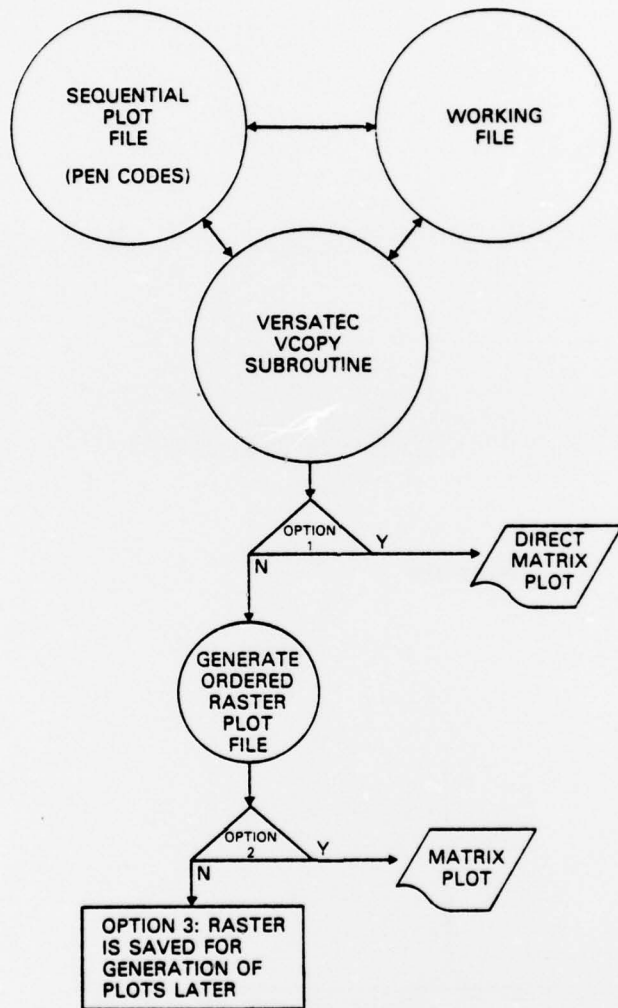 SEQUENTIAL
PLOT
FILE
(PEN CODES)
WORKING
FILE
VERSATEC
VCOPY
SUBROUTINE
OPTION
1
Y
N
DIRECT
MATRIX
PLOT
GENERATE
ORDERED
RASTER
PLOT
FILE
OPTION
2
Y
N
MATRIX
PLOT
OPTION 3: RASTER
IS SAVED FOR
GENERATION OF
PLOTS LATER